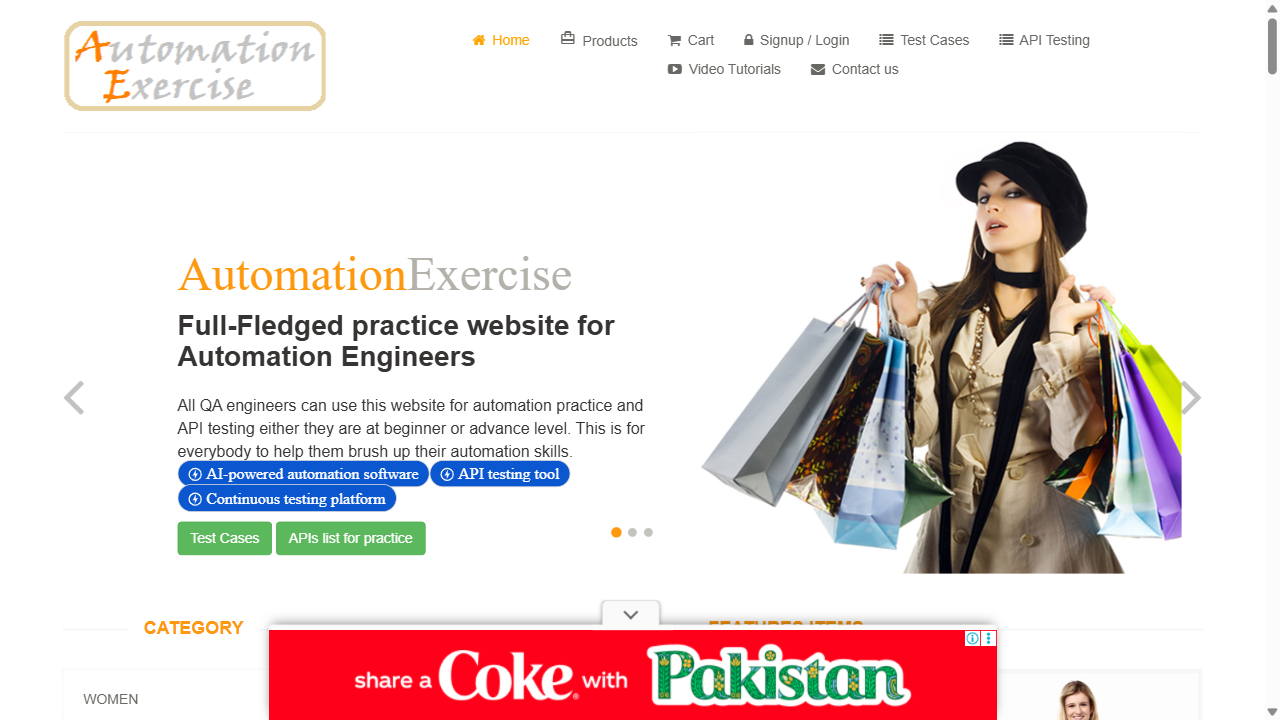 Automation
Exercise
Home
Products
Cart
Signup / Login
Test Cases
API Testing
Video Tutorials
Contact us
AutomationExercise
Full-Fledged practice website for
Automation Engineers
All QA engineers can use this website for automation practice and
API testing either they are at beginner or advance level. This is for
everybody to help them brush up their automation skills.
AI-powered automation software
API testing tool
Continuous testing platform
Test Cases
APIs list for practice
CATEGORY
FEATURES ITEMS
WOMEN
share a Coke with Pakistan